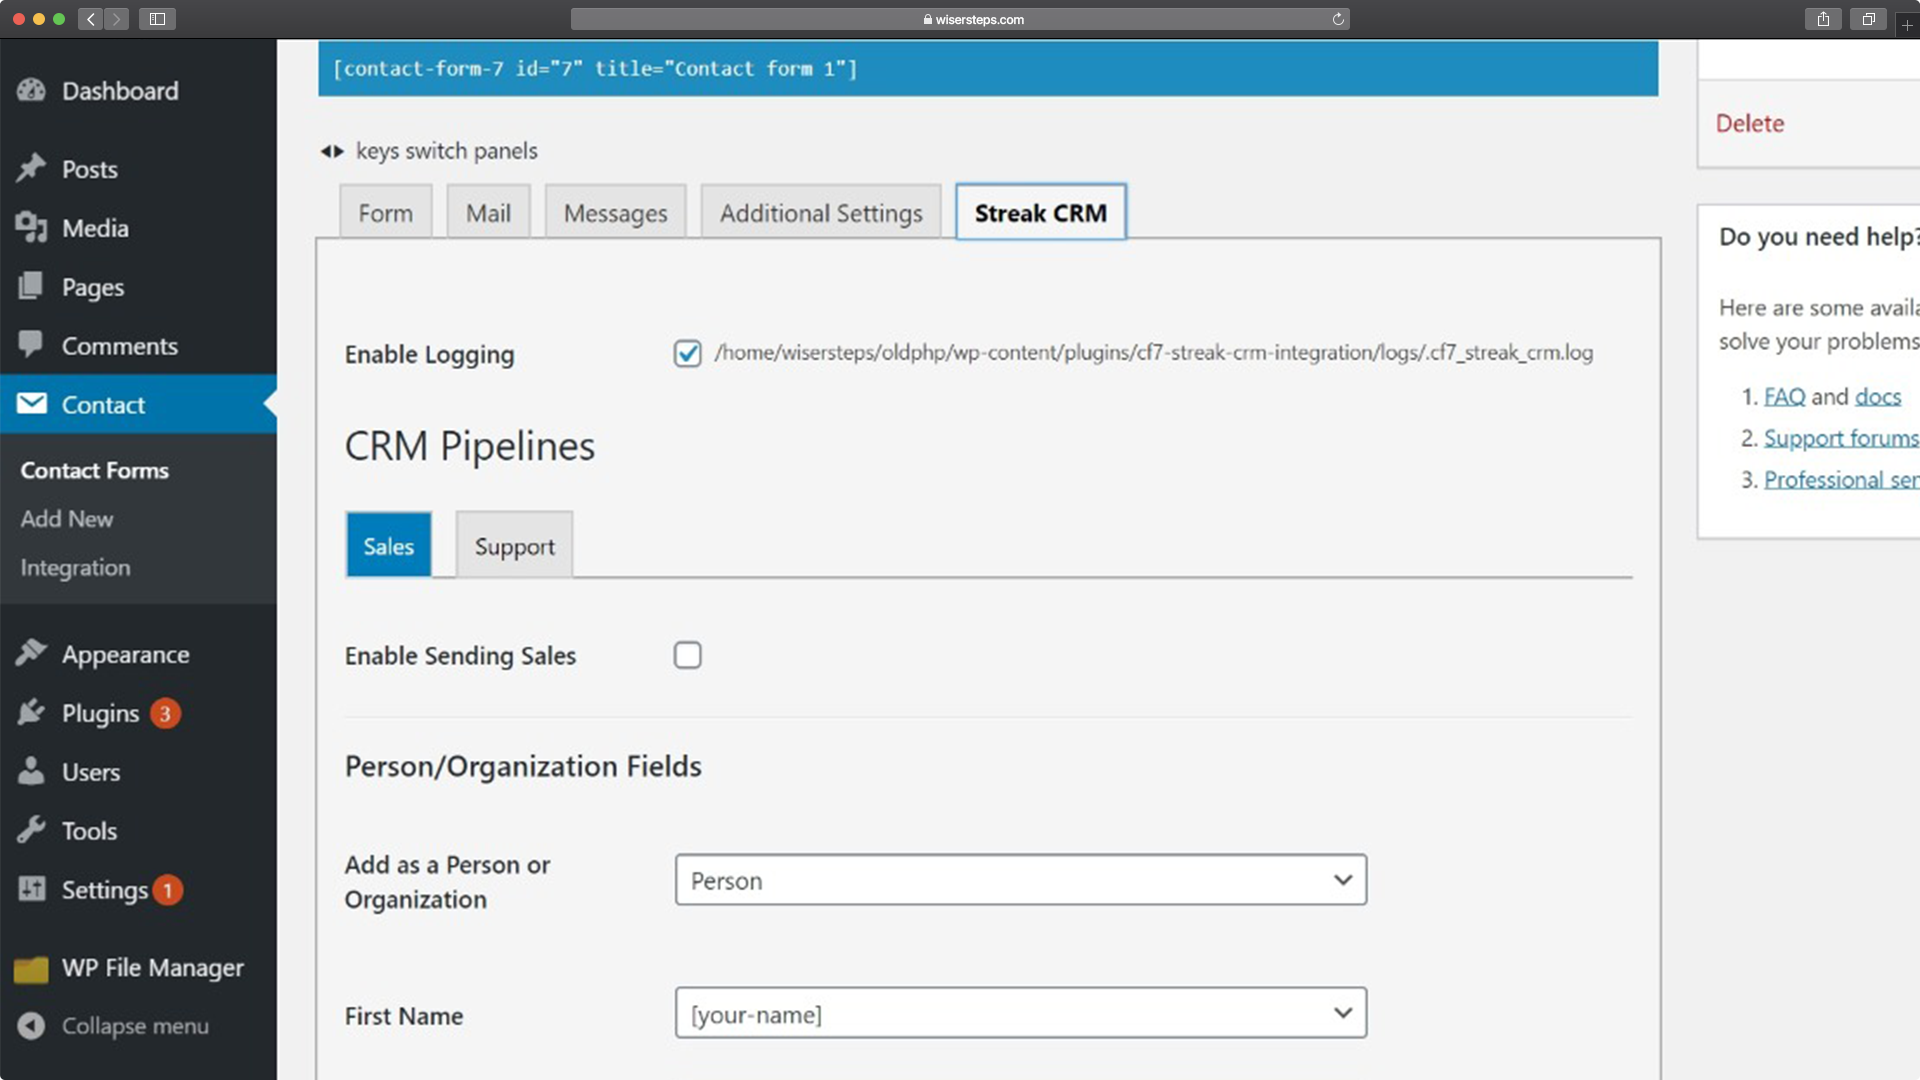 wisersteps.com
Dashboard
Posts
Media
Pages
Comments
Contact
Contact Forms
Add New
Integration
Appearance
Plugins 3
Users
Tools
Settings 1
WP File Manager
Collapse menu
[contact-form-7 id="7" title="Contact form 1"]
keys switch panels
Form
Mail
Messages
Additional Settings
Streak CRM
Enable Logging
/home/wisersteps/oldphp/wp-content/plugins/cf7-streak-crm-integration/logs/.cf7_streak_crm.log
CRM Pipelines
Sales
Support
Enable Sending Sales
Person/Organization Fields
Add as a Person or
Organization
Person
First Name
[your-name]
Delete
Do you need help?
Here are some availa
solve your problems
1. FAQ and docs
2. Support forums
3. Professional ser